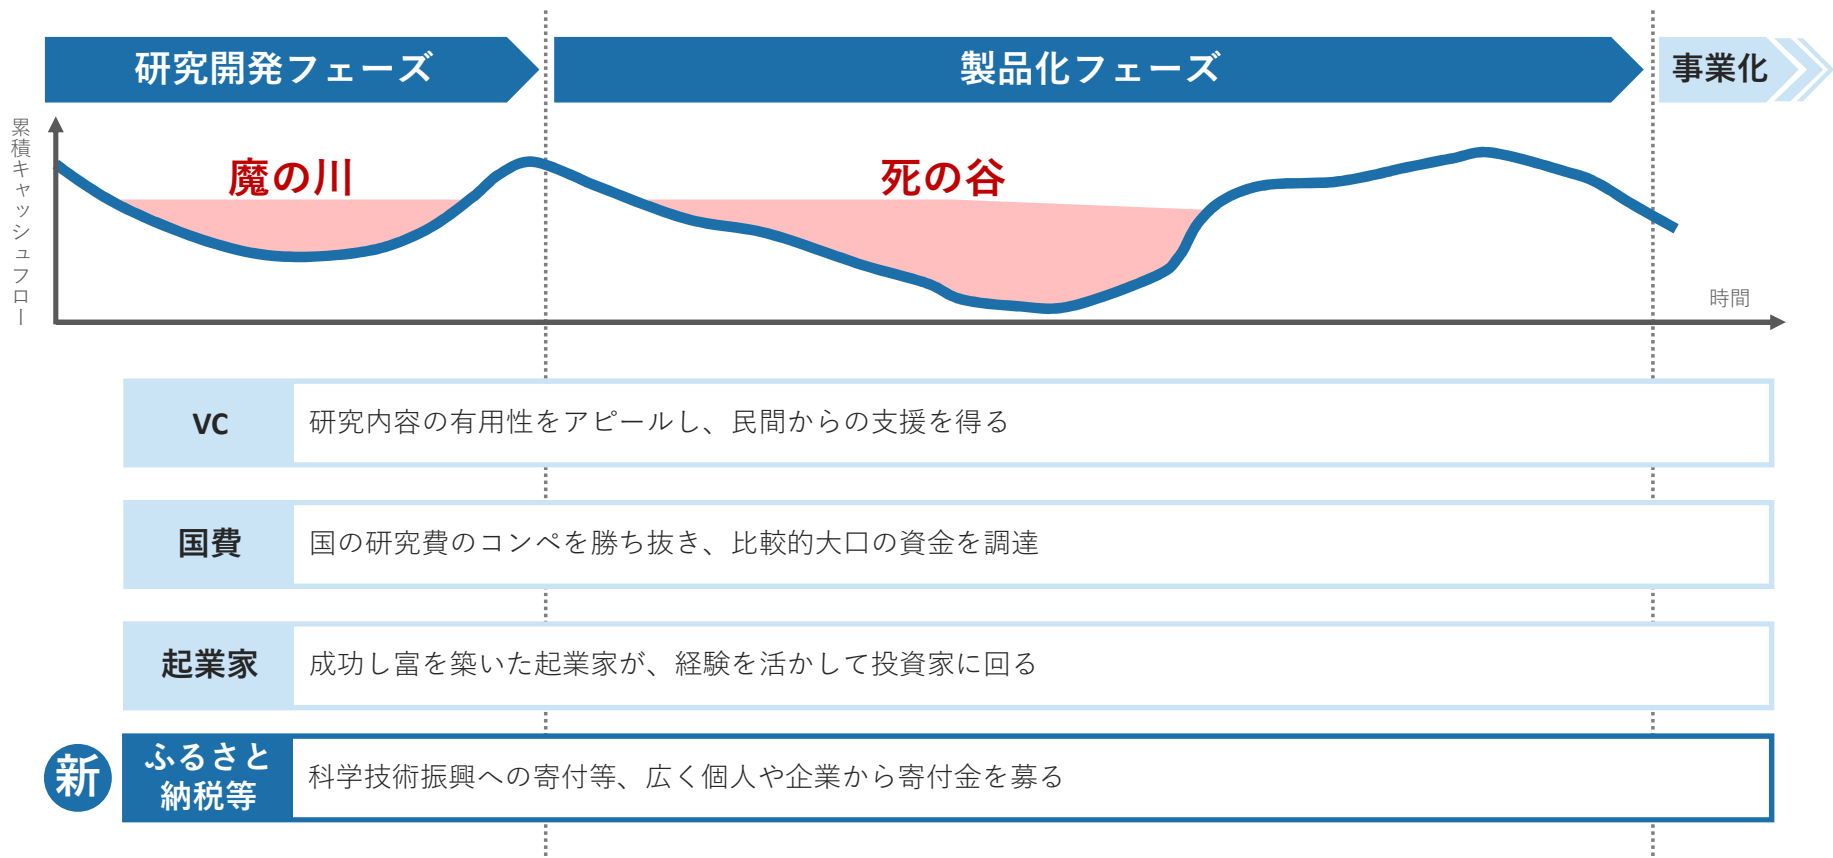 研究開発フェーズ
製品化フェーズ
事業化
累積キャッシュフロー
魔の川
死の谷
時間
VC
研究内容の有用性をアピールし、民間からの支援を得る
国費
国の研究費のコンペを勝ち抜き、比較的大口の資金を調達
起業家
成功し富を築いた起業家が、経験を活かして投資家に回る
新
ふるさと
納税等
科学技術振興への寄付等、広く個人や企業から寄付金を募る